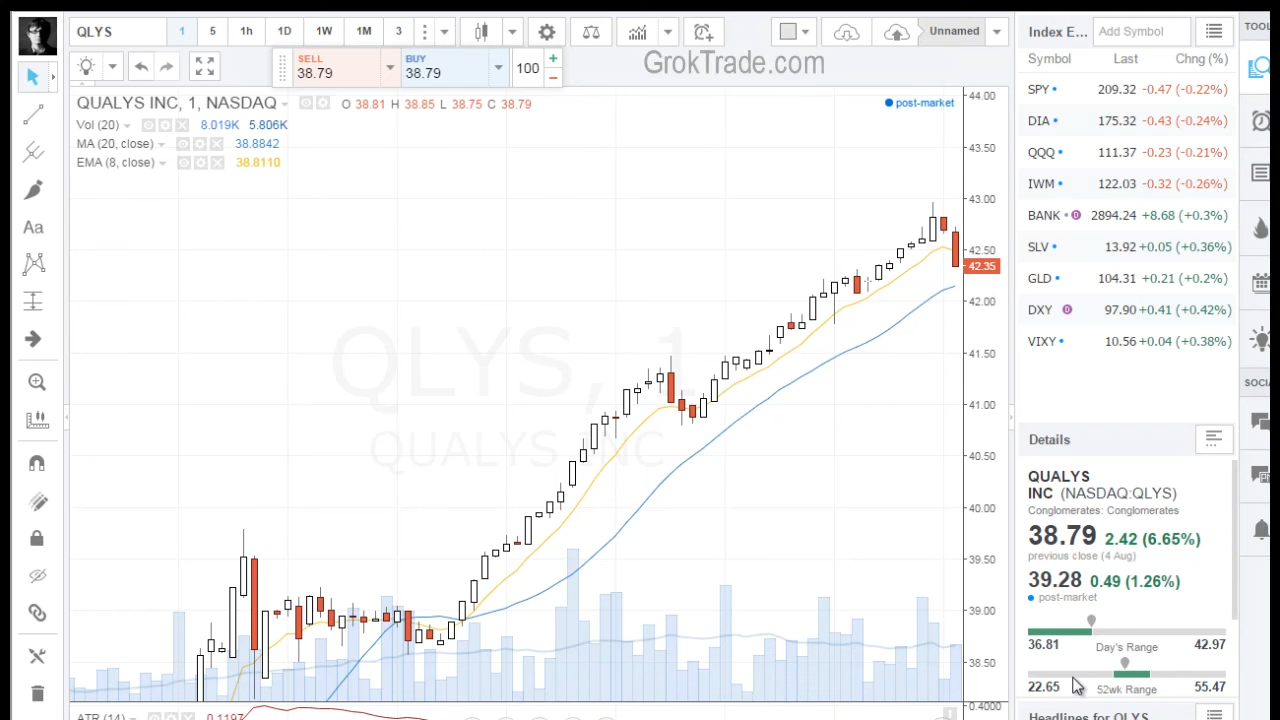 QLYS 1 5 1h 1D 1W 1M 3 Unnamed
Index E... Add Symbol
TOOL
SELL 38.79
BUY 38.79
100
GrokTrade.com
QUALYS INC, 1, NASDAQ O 38.81 H 38.85 L 38.75 C 38.79
post-market
Vol (20) 8.019K 5.806K
MA (20, close) 38.8842
EMA (8, close) 38.8110
Aa
QLYS, 1
QUALYS INC
44.00
43.50
43.00
42.50
42.35
42.00
41.50
41.00
40.50
40.00
39.50
39.00
38.50
0.4000
ATR (14) 0.1197
Symbol Last Chng (%)
SPY 209.32 -0.47 (-0.22%)
DIA 175.32 -0.43 (-0.24%)
QQQ 111.37 -0.23 (-0.21%)
IWM 122.03 -0.32 (-0.26%)
BANK D 2894.24 +8.68 (+0.3%)
SLV 13.92 +0.05 (+0.36%)
GLD 104.31 +0.21 (+0.2%)
DXY D 97.90 +0.41 (+0.42%)
VIXY 10.56 +0.04 (+0.38%)
SOCI
Details
QUALYS
INC (NASDAQ:QLYS)
Conglomerates: Conglomerates
38.79 2.42 (6.65%)
previous close (4 Aug)
39.28 0.49 (1.26%)
post-market
36.81 Day's Range 42.97
22.65 52wk Range 55.47
Headlines for QLYS